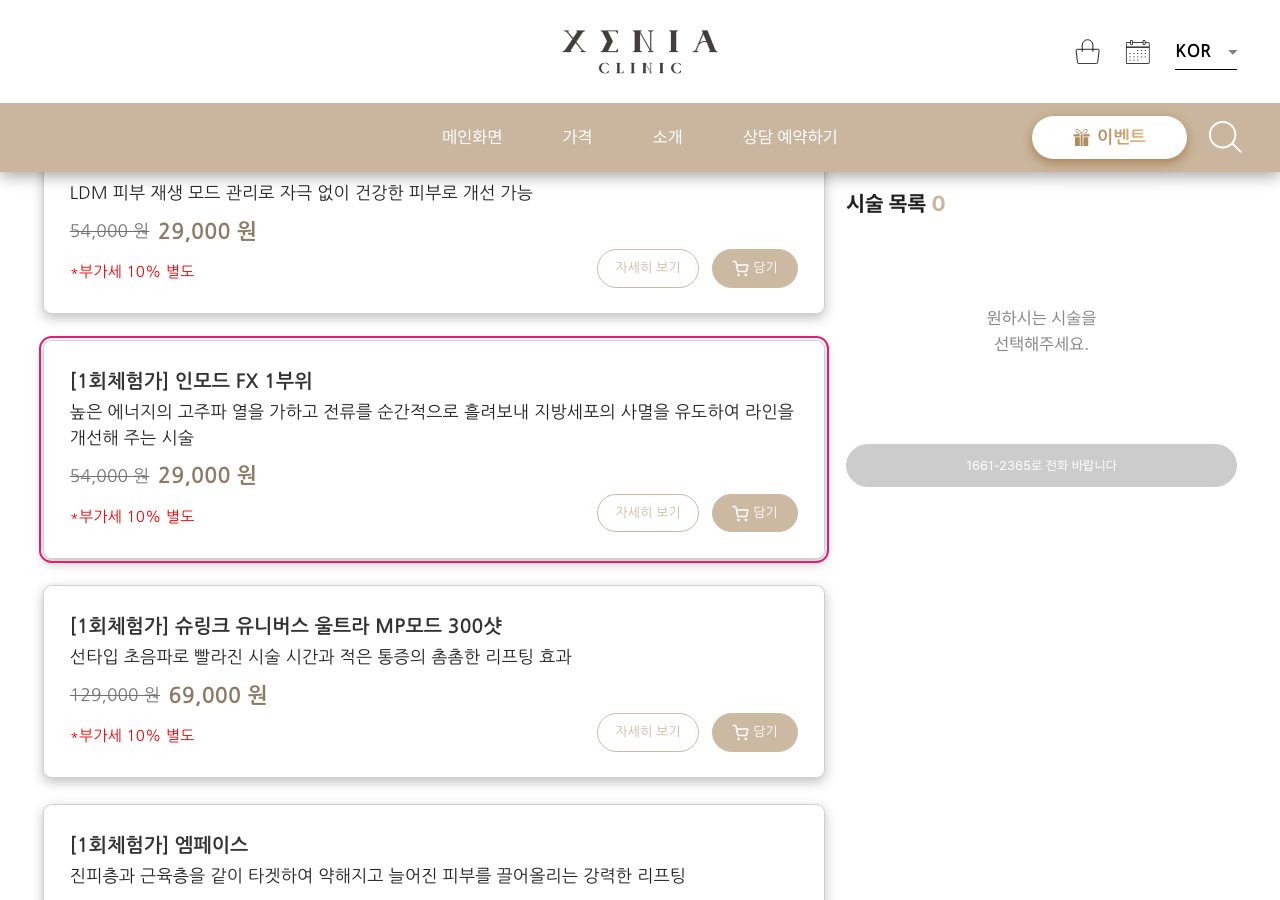 XENIA
CLINIC
KOR
메인화면
가격
소개
상담 예약하기
이벤트
LDM 피부 재생 모드 관리로 자극 없이 건강한 피부로 개선 가능
54,000 원 29,000 원
*부가세 10% 별도
자세히 보기
담기
[1회체험가] 인모드 FX 1부위
높은 에너지의 고주파 열을 가하고 전류를 순간적으로 흘려보내 지방세포의 사멸을 유도하여 라인을
개선해 주는 시술
54,000 원 29,000 원
*부가세 10% 별도
자세히 보기
담기
[1회체험가] 슈링크 유니버스 울트라 MP모드 300샷
선타입 초음파로 빨라진 시술 시간과 적은 통증의 촘촘한 리프팅 효과
129,000 원 69,000 원
*부가세 10% 별도
자세히 보기
담기
[1회체험가] 엠페이스
진피층과 근육층을 같이 타겟하여 약해지고 늘어진 피부를 끌어올리는 강력한 리프팅
시술 목록 0
원하시는 시술을
선택해주세요.
1661-2365로 전화 바랍니다